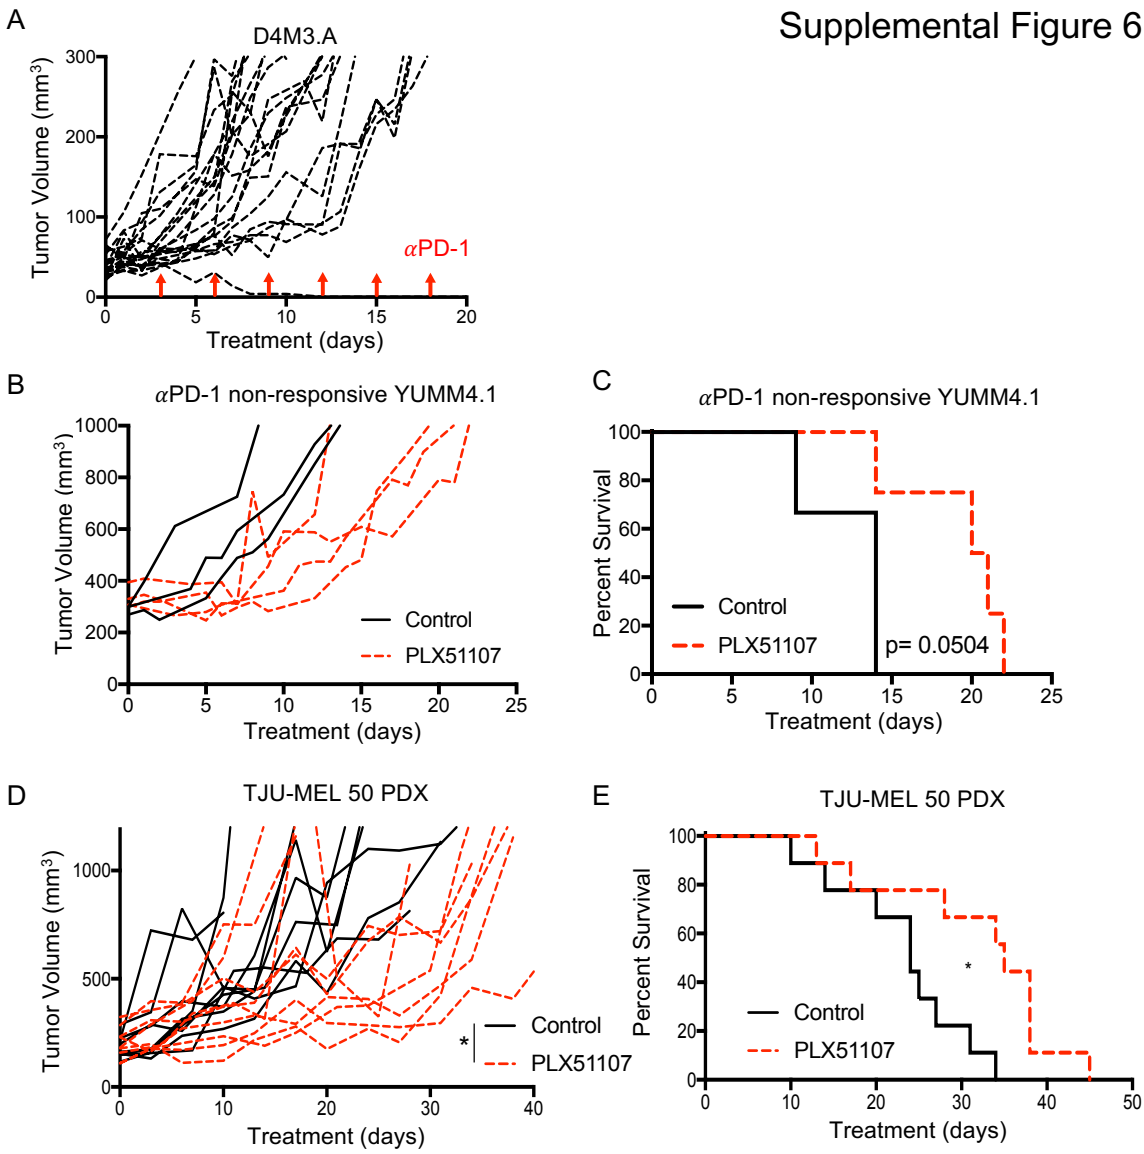 Supplemental Figure 6
A
D4M3.A
Tumor Volume (mm³)
300
200
100
0
αPD-1
0 5 10 15 20
Treatment (days)
B
αPD-1 non-responsive YUMM4.1
Tumor Volume (mm³)
1000
800
600
400
200
0
Control
PLX51107
0 5 10 15 20 25
Treatment (days)
C
αPD-1 non-responsive YUMM4.1
Percent Survival
100
80
60
40
20
0
Control
PLX51107
p= 0.0504
0 5 10 15 20 25
Treatment (days)
D
TJU-MEL 50 PDX
Tumor Volume (mm³)
1000
500
0
*
Control
PLX51107
0 10 20 30 40
Treatment (days)
E
TJU-MEL 50 PDX
Percent Survival
100
80
60
40
20
0
*
Control
PLX51107
0 10 20 30 40 50
Treatment (days)